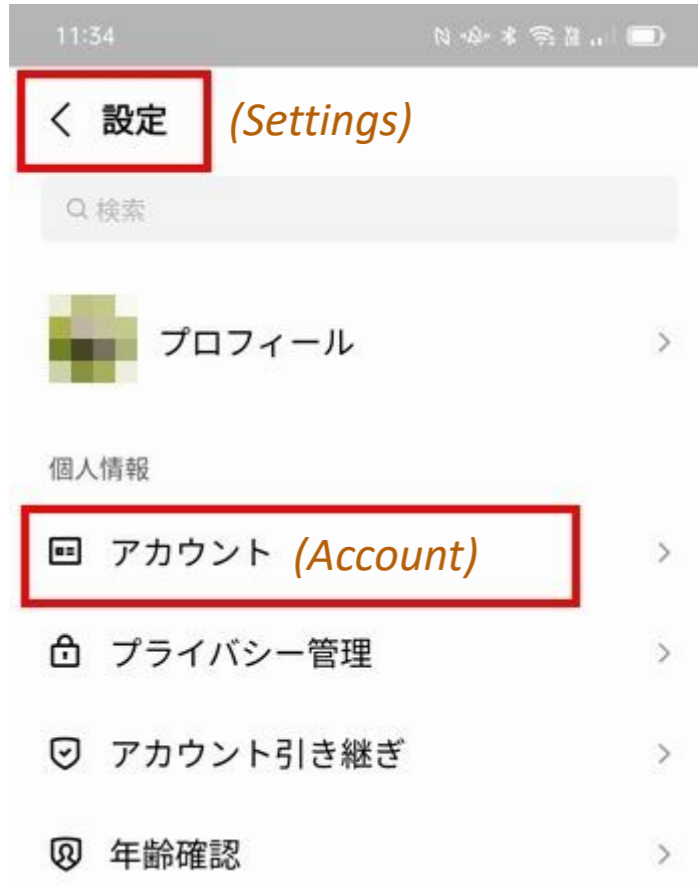 11:34
設定 (Settings)
検索
プロフィール
個人情報
アカウント (Account)
プライバシー管理
アカウント引き継ぎ
年齢確認